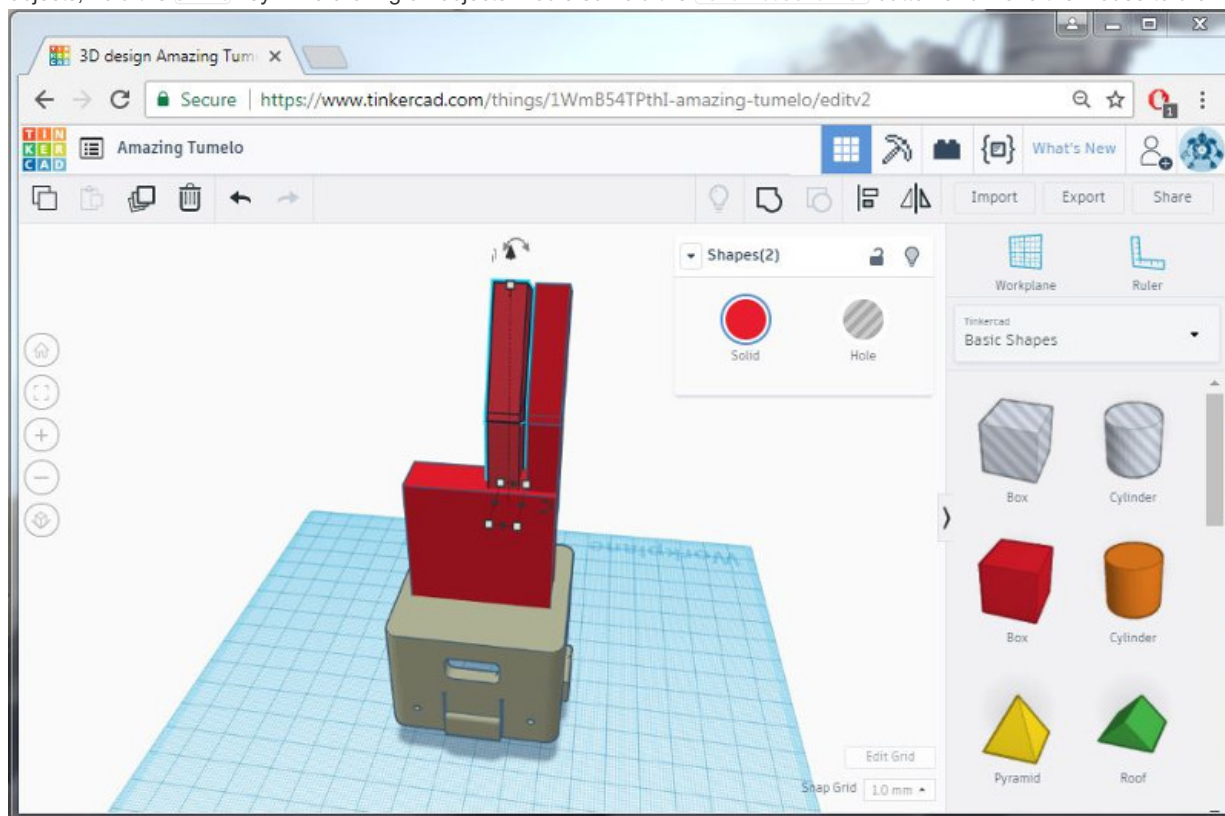 3D design Amazing Tum
Secure | https://www.tinkercad.com/things/1WmB54TPthI-amazing-tumelo/editv2
1
TIN
KER
CAD
Amazing Tumelo
What's New
Import
Export
Share
Shapes(2)
Solid
Hole
Workplane
Ruler
Tinkercad
Basic Shapes
Box
Cylinder
Workplane
Box
Cylinder
Edit Grid
Snap Grid
1.0 mm
Pyramid
Roof